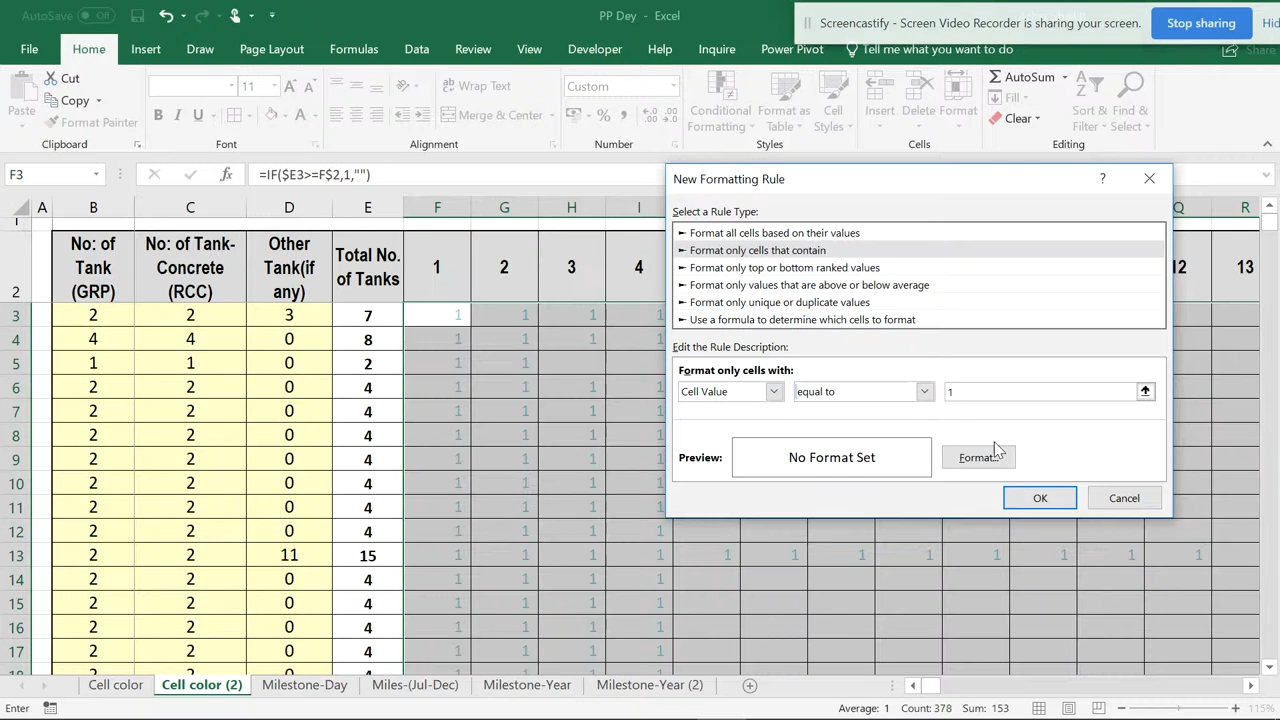 AutoSave Off PP Dey - Excel
Screencastify - Screen Video Recorder is sharing your screen. Stop sharing Hid
File Home Insert Draw Page Layout Formulas Data Review View Developer Help Inquire Power Pivot Tell me what you want to do Share
Paste Cut Copy Format Painter
11 B I U A
Wrap Text Merge & Center
Custom
Conditional Formatting Format as Table Cell Styles
Insert Delete Format
AutoSum Fill Clear Sort & Filter Find & Select
Clipboard Font Alignment Number Styles Cells Editing
F3 fx =IF($E3>=F$2,1,"")
A B C D E F G H I Q R
1
2 No: of Tank (GRP) No: of Tank-Concrete (RCC) Other Tank(if any) Total No. of Tanks 1 2 3 4 12 13
3 2 2 3 7 1 1 1 1
4 4 4 0 8 1 1 1 1
5 1 1 0 2 1 1
6 2 2 0 4 1 1 1 1
7 2 2 0 4 1 1 1 1
8 2 2 0 4 1 1 1 1
9 2 2 0 4 1 1 1 1
10 2 2 0 4 1 1 1 1
11 2 2 0 4 1 1 1 1
12 2 2 0 4 1 1 1 1
13 2 2 11 15 1 1 1 1 1 1 1 1 1 1 1 1
14 2 2 0 4 1 1 1 1
15 2 2 0 4 1 1 1 1
16 2 2 0 4 1 1 1 1
17 2 2 0 4 1 1 1 1
New Formatting Rule ?
Select a Rule Type:
► Format all cells based on their values
► Format only cells that contain
► Format only top or bottom ranked values
► Format only values that are above or below average
► Format only unique or duplicate values
► Use a formula to determine which cells to format
Edit the Rule Description:
Format only cells with:
Cell Value equal to 1
Preview: No Format Set Format...
OK Cancel
Cell color Cell color (2) Milestone-Day Miles-(Jul-Dec) Milestone-Year Milestone-Year (2)
Enter Average: 1 Count: 378 Sum: 153 115%